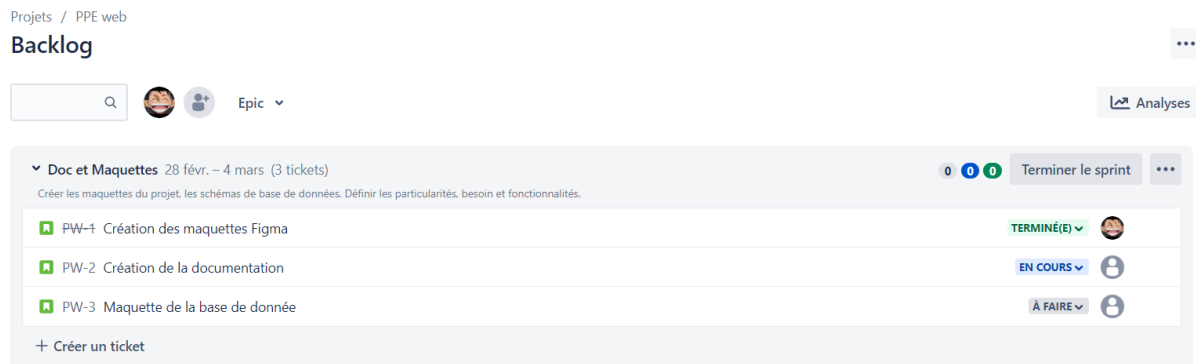 Projets / PPE web
Backlog
Epic
Analyses
Doc et Maquettes 28 févr. – 4 mars (3 tickets) 0 0 0 Terminer le sprint
Créer les maquettes du projet, les schémas de base de données. Définir les particularités, besoin et fonctionnalités.
PW-1 Création des maquettes Figma TERMINÉ(E)
PW-2 Création de la documentation EN COURS
PW-3 Maquette de la base de donnée À FAIRE
+ Créer un ticket